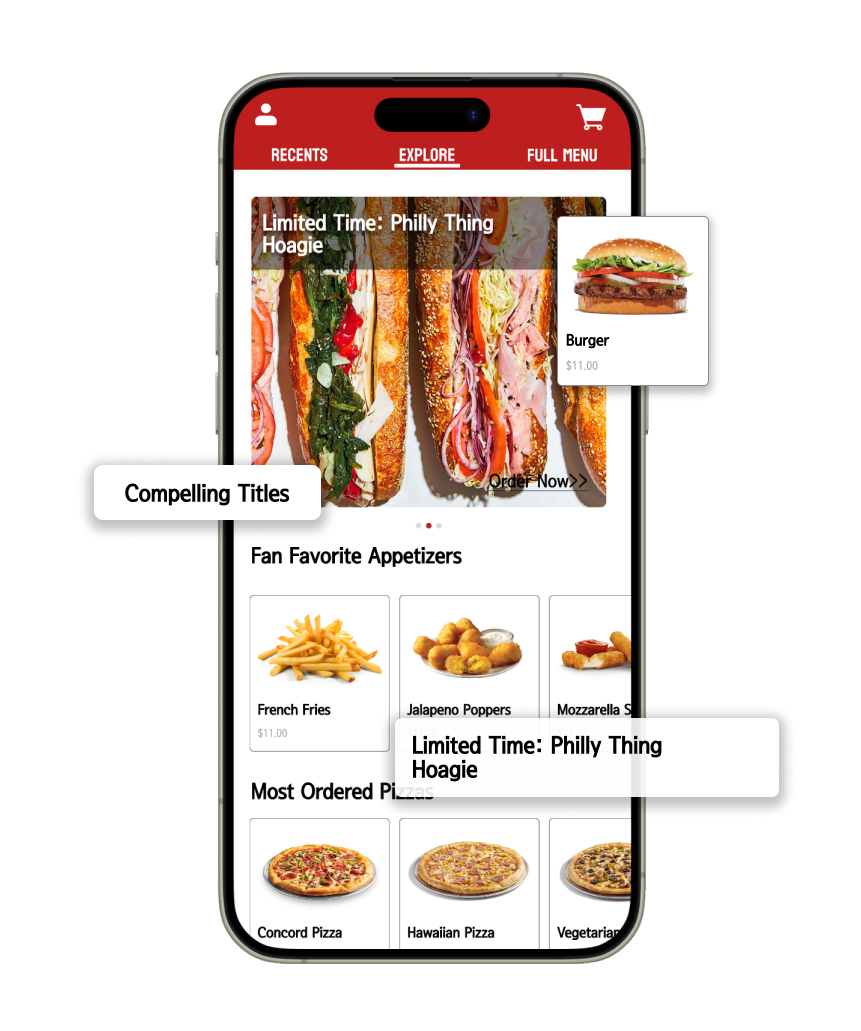 RECENTS
EXPLORE
FULL MENU
Limited Time: Philly Thing
Hoagie
Burger
$11.00
Order Now>>
Compelling Titles
Fan Favorite Appetizers
French Fries
$11.00
Jalapeno Poppers
Mozzarella S
Limited Time: Philly Thing
Hoagie
Most Ordered Pizzas
Concord Pizza
Hawaiian Pizza
Vegetarian